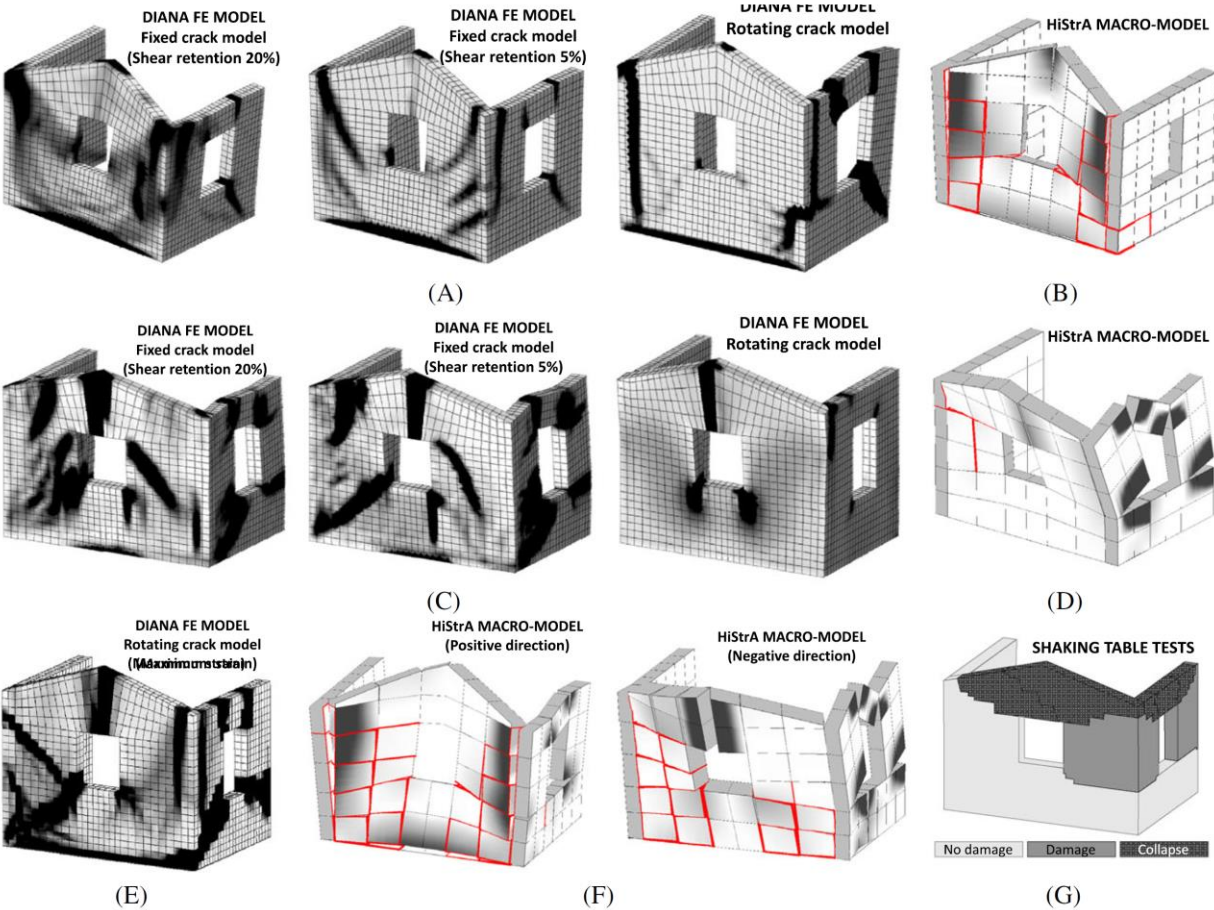 DIANA FE MODEL
Fixed crack model
(Shear retention 20%)
DIANA FE MODEL
Fixed crack model
(Shear retention 5%)
DIANA FE MODEL
Rotating crack model
HiStrA MACRO-MODEL
(A)
(B)
DIANA FE MODEL
Fixed crack model
(Shear retention 20%)
DIANA FE MODEL
Fixed crack model
(Shear retention 5%)
DIANA FE MODEL
Rotating crack model
HiStrA MACRO-MODEL
(C)
(D)
DIANA FE MODEL
Rotating crack model
HiStrA MACRO-MODEL
(Positive direction)
HiStrA MACRO-MODEL
(Negative direction)
SHAKING TABLE TESTS
No damage
Damage
Collapse
(E)
(F)
(G)